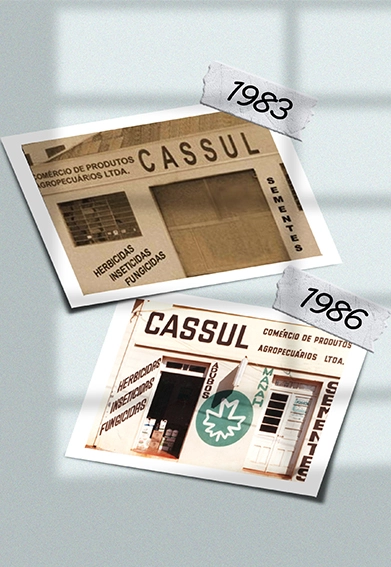 1983
COMÉRCIO DE PRODUTOS
AGROPECUÁRIOS LTDA.
CASSUL
SEMENTES
HERBICIDAS
INSETICIDAS
FUNGICIDAS
1986
CASSUL
COMÉRCIO DE PRODUTOS
AGROPECUÁRIOS LTDA.
HERBICIDAS
INSETICIDAS
FUNGICIDAS
ADUBOS
MANAH
SEMENTES